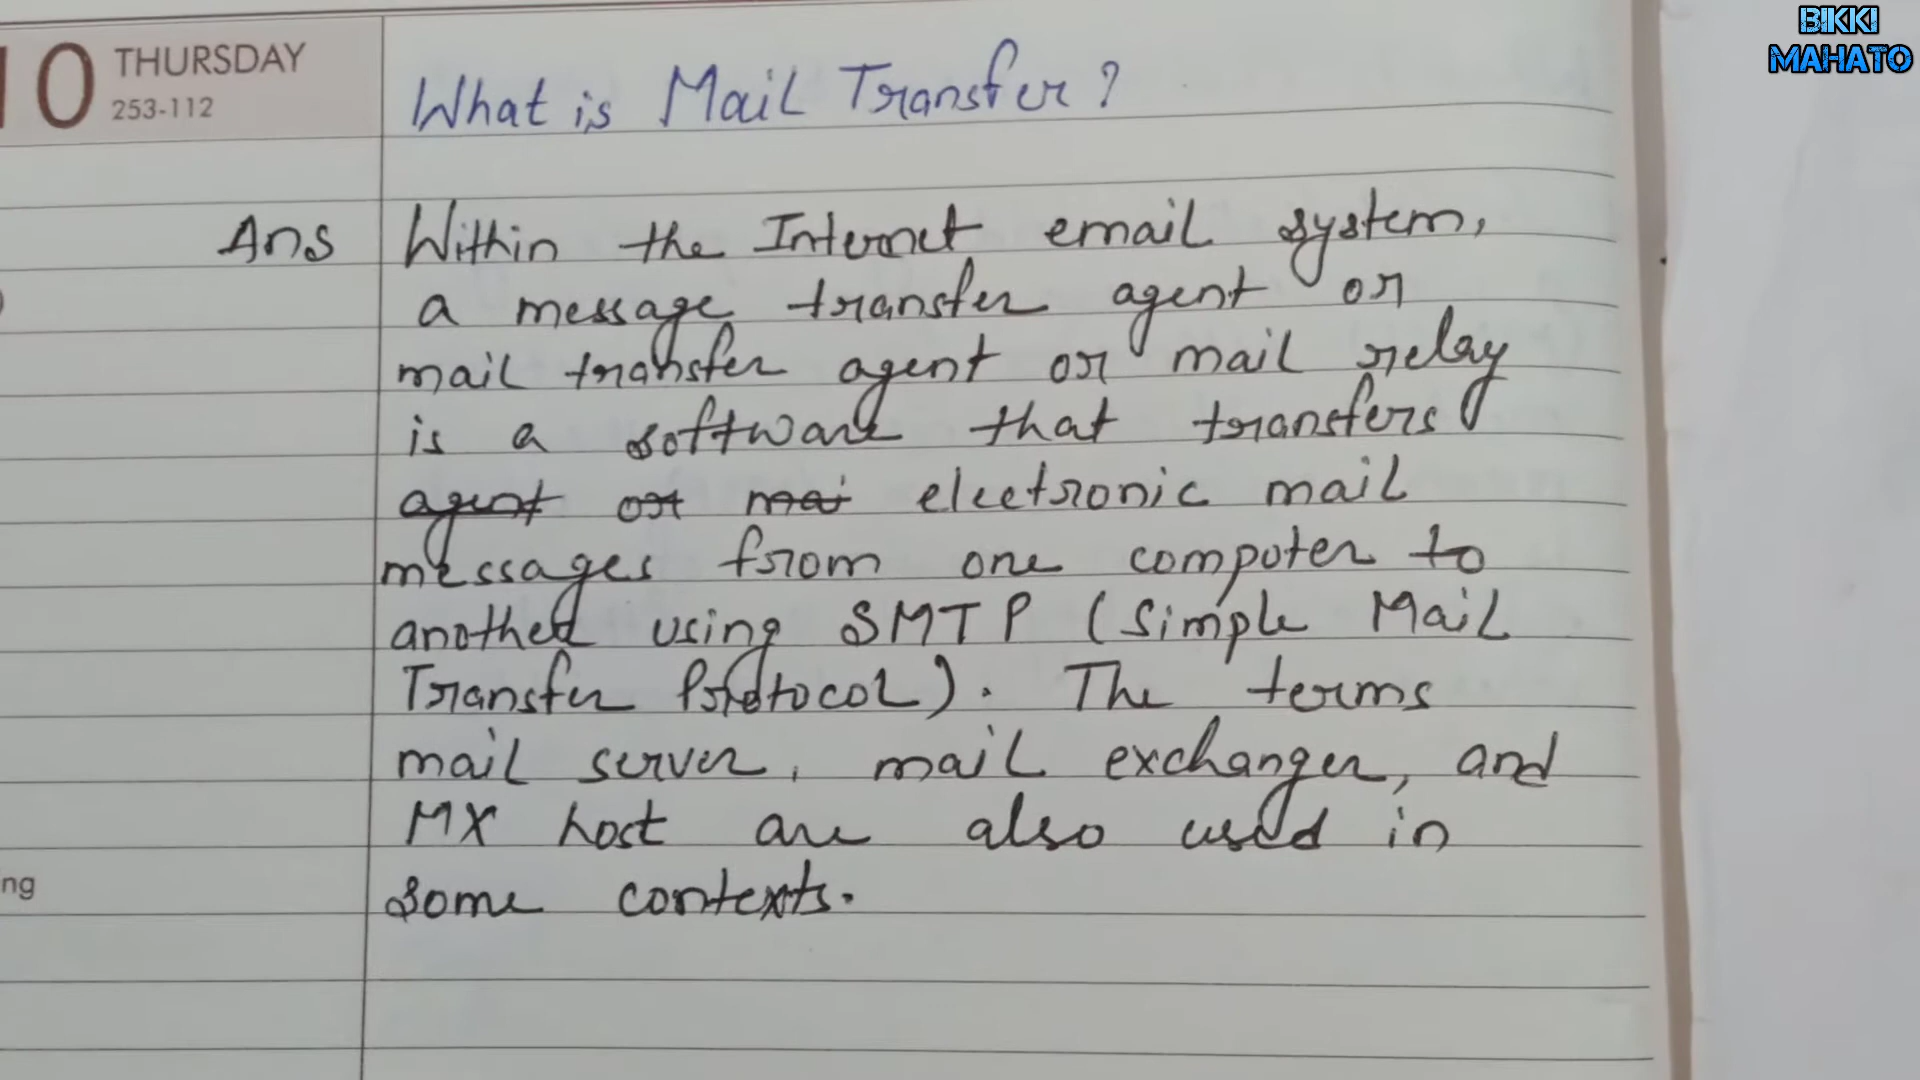 BIKKI
MAHATO
10 THURSDAY
253-112
What is Mail Transfer?
Ans Within the Internet email system,
a message transfer agent or
mail transfer agent or mail relay
is a software that transfers
agent or mai electronic mail
messages from one computer to
another using SMTP (Simple Mail
Transfer Protocol). The terms
mail server, mail exchanger, and
MX host are also used in
ng
some contexts.